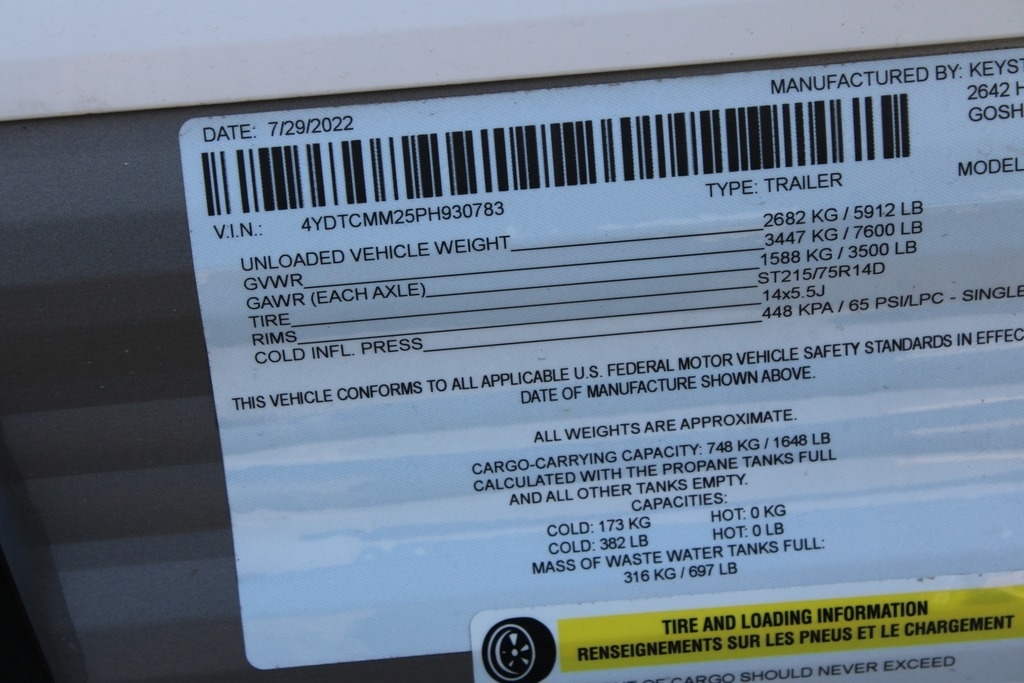 MANUFACTURED BY: KEYST
2642 H
GOSH
DATE: 7/29/2022
V.I.N.: 4YDTCMM25PH930783
TYPE: TRAILER
MODEL
UNLOADED VEHICLE WEIGHT 2682 KG / 5912 LB
GVWR 3447 KG / 7600 LB
GAWR (EACH AXLE) 1588 KG / 3500 LB
TIRE ST215/75R14D
RIMS 14x5.5J
COLD INFL. PRESS 448 KPA / 65 PSI/LPC - SINGLE
THIS VEHICLE CONFORMS TO ALL APPLICABLE U.S. FEDERAL MOTOR VEHICLE SAFETY STANDARDS IN EFFEC
DATE OF MANUFACTURE SHOWN ABOVE.
ALL WEIGHTS ARE APPROXIMATE.
CARGO-CARRYING CAPACITY: 748 KG / 1648 LB
CALCULATED WITH THE PROPANE TANKS FULL
AND ALL OTHER TANKS EMPTY.
CAPACITIES:
COLD: 173 KG HOT: 0 KG
COLD: 382 LB HOT: 0 LB
MASS OF WASTE WATER TANKS FULL:
316 KG / 697 LB
TIRE AND LOADING INFORMATION
RENSEIGNEMENTS SUR LES PNEUS ET LE CHARGEMENT
OF CARGO SHOULD NEVER EXCEED